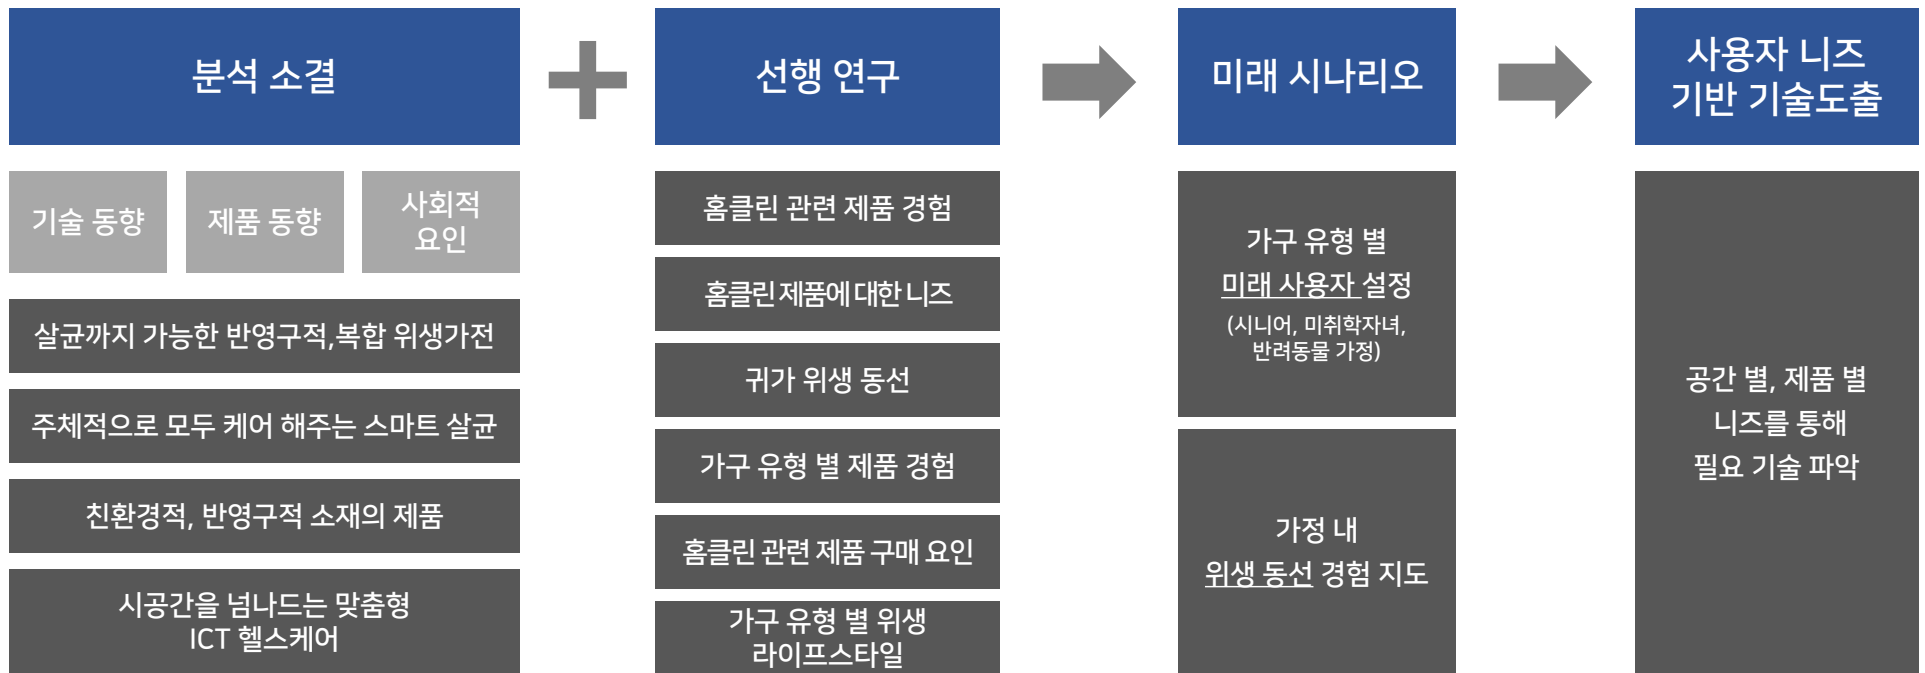 분석 소결
기술 동향
제품 동향
사회적
요인
살균까지 가능한 반영구적,복합 위생가전
주체적으로 모두 케어 해주는 스마트 살균
친환경적, 반영구적 소재의 제품
시공간을 넘나드는 맞춤형
ICT 헬스케어
선행 연구
홈클린 관련 제품 경험
홈클린 제품에 대한 니즈
귀가 위생 동선
가구 유형 별 제품 경험
홈클린 관련 제품 구매 요인
가구 유형 별 위생
라이프스타일
미래 시나리오
가구 유형 별
미래 사용자 설정
(시니어, 미취학자녀,
반려동물 가정)
가정 내
위생 동선 경험 지도
사용자 니즈
기반 기술도출
공간 별, 제품 별
니즈를 통해
필요 기술 파악